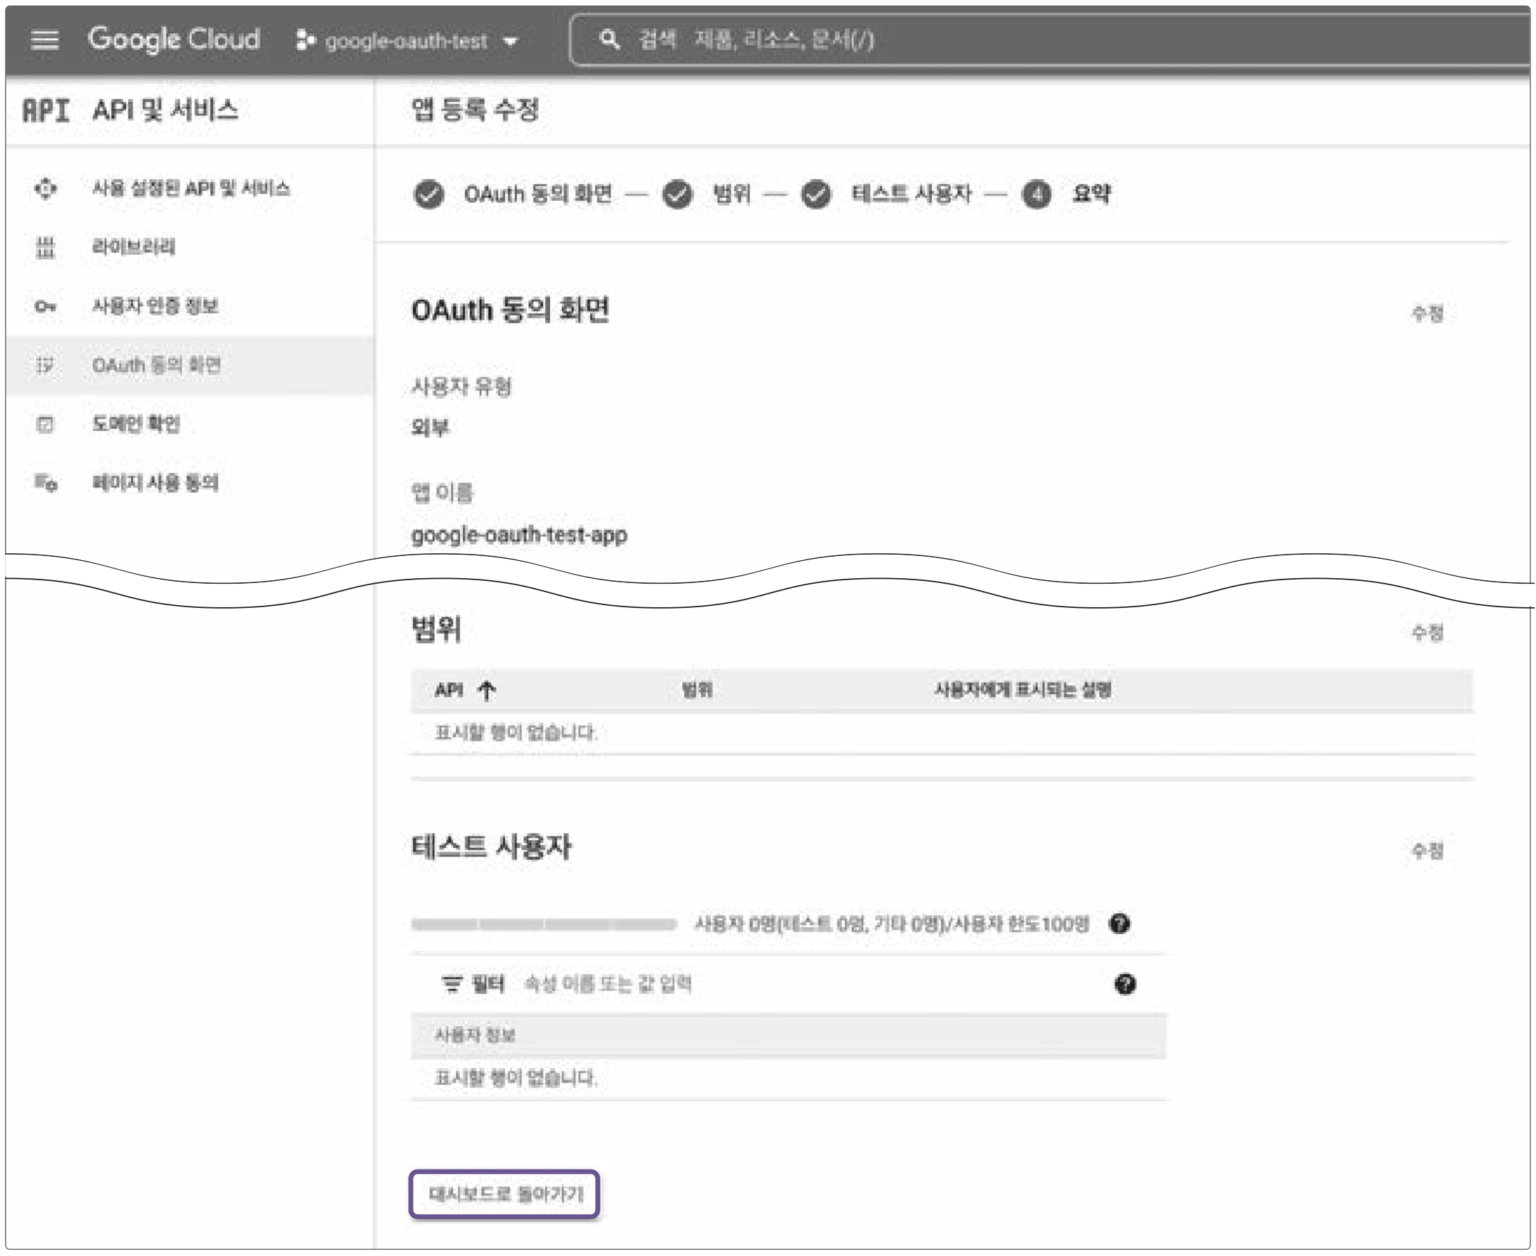 Google Cloud
google-oauth-test
검색 제품, 리소스, 문서(/)
API API 및 서비스
사용 설정된 API 및 서비스
라이브러리
사용자 인증 정보
OAuth 동의 화면
도메인 확인
페이지 사용 동의
앱 등록 수정
OAuth 동의 화면 — 범위 — 테스트 사용자 — 4 요약
OAuth 동의 화면
수정
사용자 유형
외부
앱 이름
google-oauth-test-app
범위
수정
API 범위 사용자에게 표시되는 설명
표시할 행이 없습니다.
테스트 사용자
수정
사용자 0명(테스트 0명, 기타 0명)/사용자 한도100명
필터 속성 이름 또는 값 입력
사용자 정보
표시할 행이 없습니다.
대시보드로 돌아가기